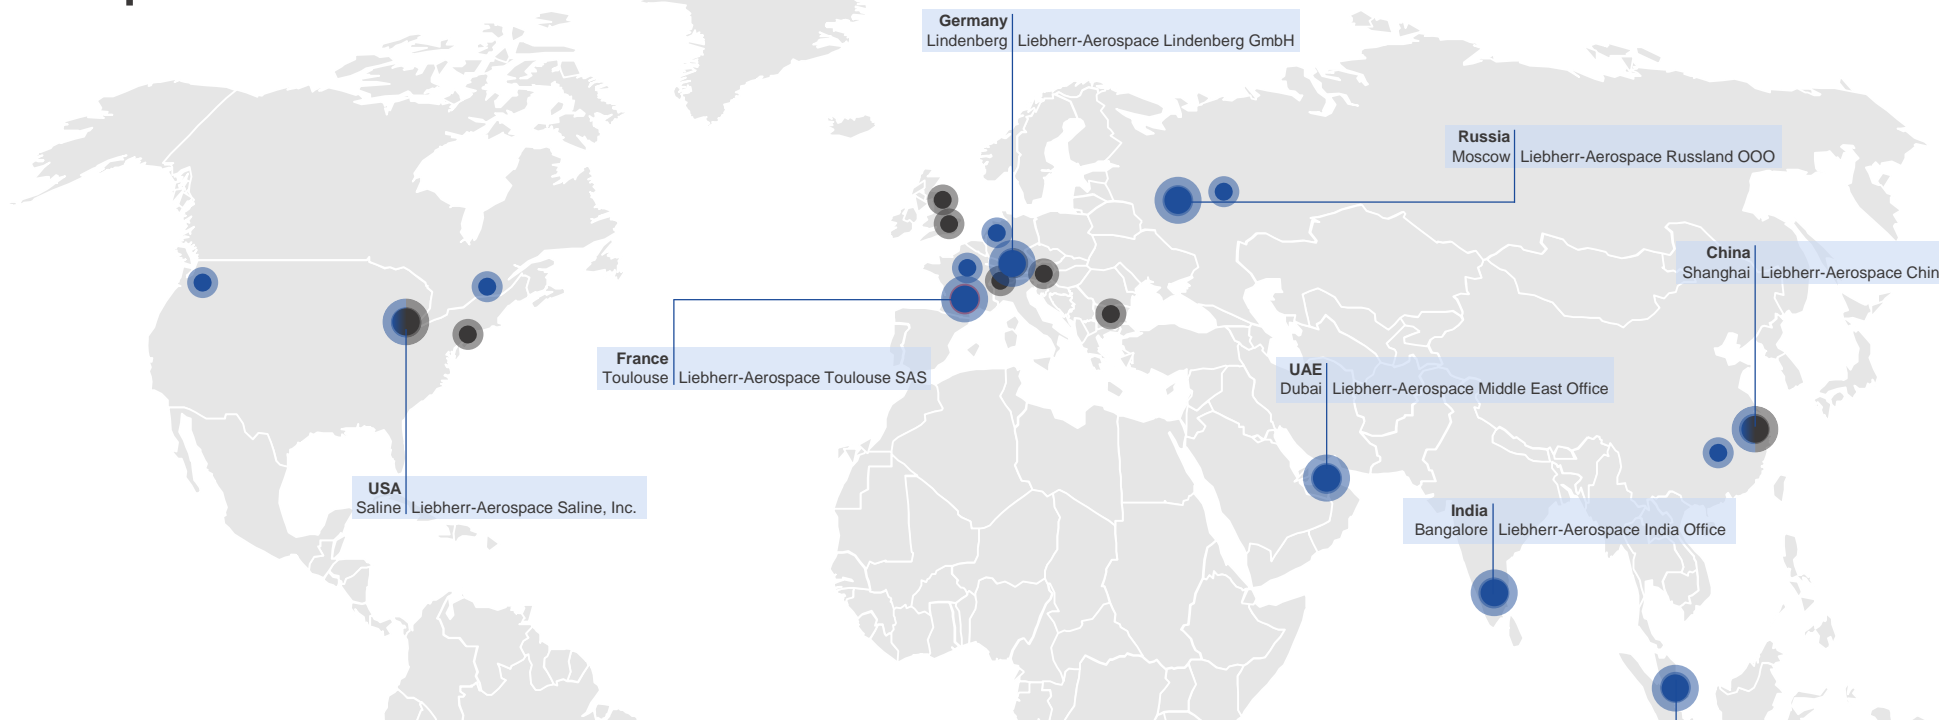 Germany
Lindenberg Liebherr-Aerospace Lindenberg GmbH
Russia
Moscow Liebherr-Aerospace Russland OOO
China
Shanghai Liebherr-Aerospace Chin
France
Toulouse Liebherr-Aerospace Toulouse SAS
UAE
Dubai Liebherr-Aerospace Middle East Office
USA
Saline Liebherr-Aerospace Saline, Inc.
India
Bangalore Liebherr-Aerospace India Office